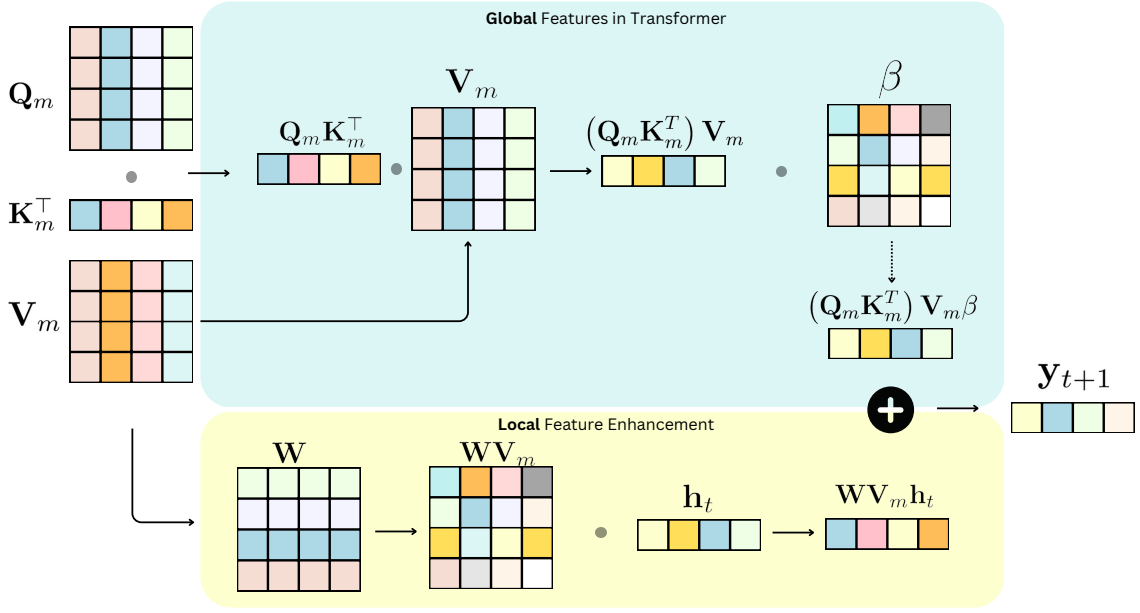 Global Features in Transformer
Q_m
K_m^⊤
V_m
Q_m K_m^⊤
V_m
(Q_m K_m^T) V_m
β
(Q_m K_m^T) V_m β
y_{t+1}
Local Feature Enhancement
W
WV_m
h_t
WV_m h_t